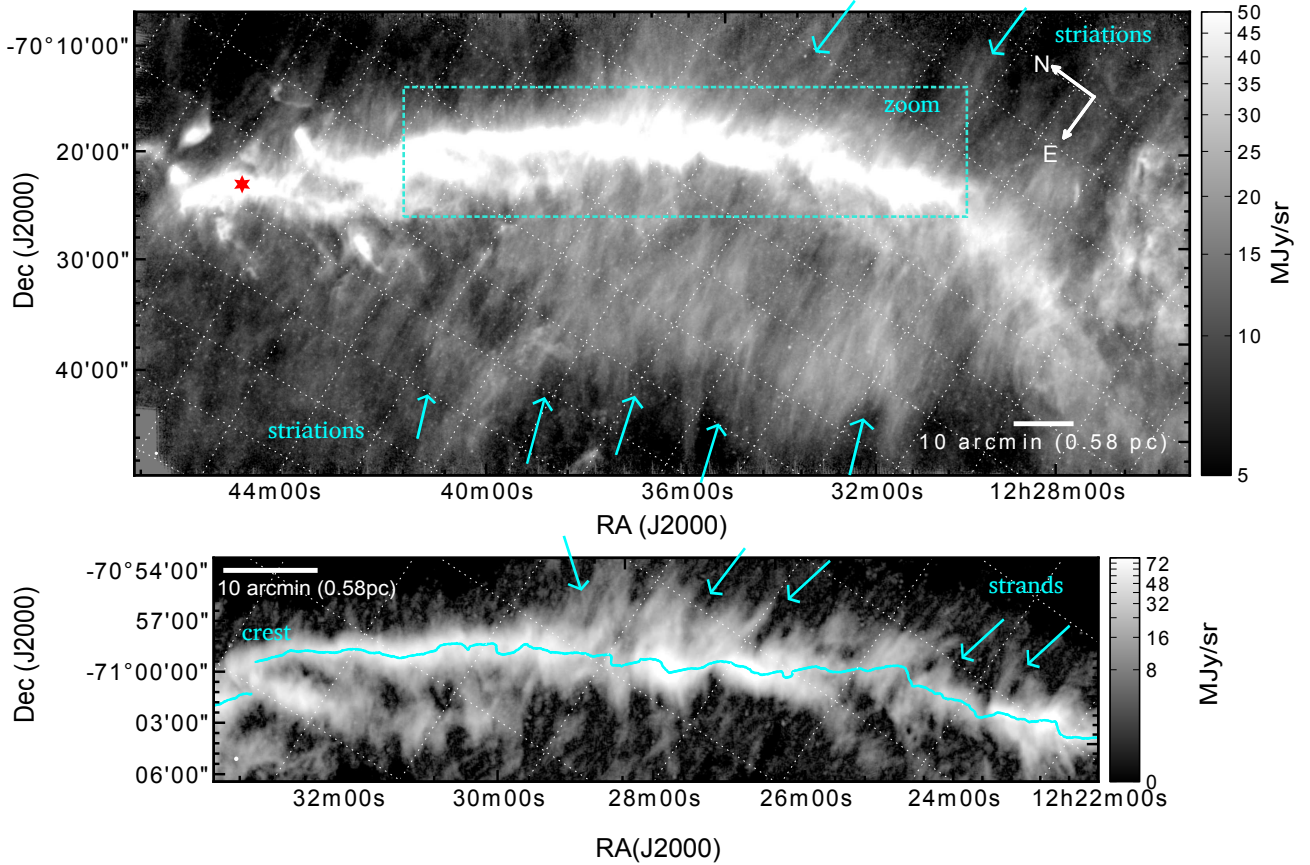 -70°10'00"
20'00"
30'00"
40'00"
Dec (J2000)
striations
N
E
zoom
striations
10 arcmin (0.58 pc)
50
45
40
35
30
25
20
15
10
5
MJy/sr
44m00s
40m00s
36m00s
32m00s
12h28m00s
RA (J2000)
-70°54'00"
57'00"
-71°00'00"
03'00"
06'00"
Dec (J2000)
10 arcmin (0.58pc)
crest
strands
72
48
32
16
8
0
MJy/sr
32m00s
30m00s
28m00s
26m00s
24m00s
12h22m00s
RA(J2000)